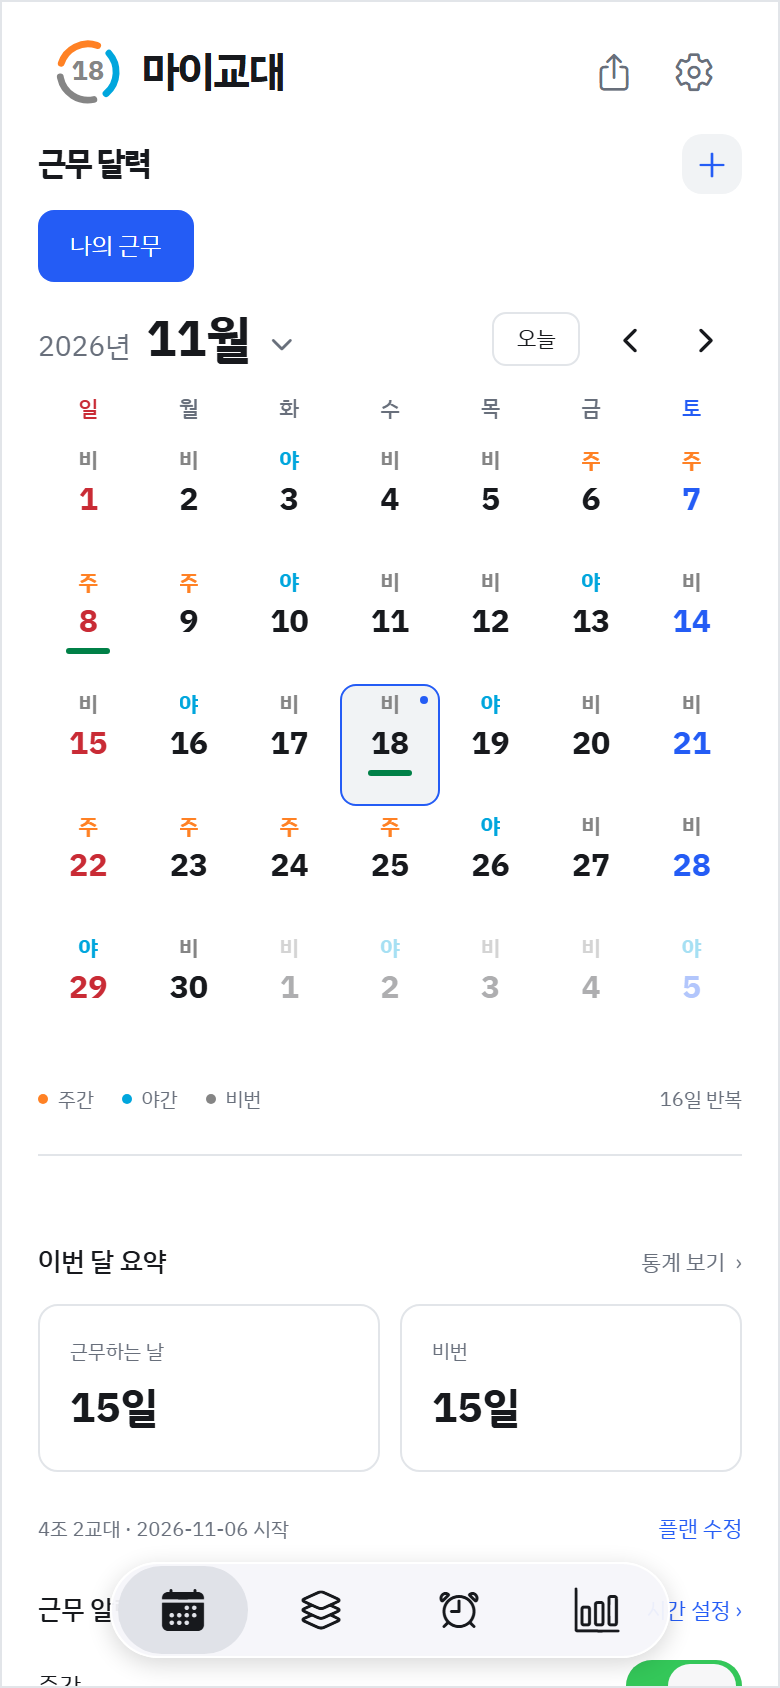 18 마이교대
근무 달력
나의 근무
2026년 11월 오늘
일 월 화 수 목 금 토
비 비 야 비 비 주 주
1 2 3 4 5 6 7
주 주 야 비 비 야 비
8 9 10 11 12 13 14
비 야 비 비 야 비 비
15 16 17 18 19 20 21
주 주 주 주 야 비 비
22 23 24 25 26 27 28
야 비 비 야 비 비 야
29 30 1 2 3 4 5
주간 야간 비번 16일 반복
이번 달 요약 통계 보기 ›
근무하는 날 비번
15일 15일
4조 2교대 · 2026-11-06 시작 플랜 수정
근무 설정 ›